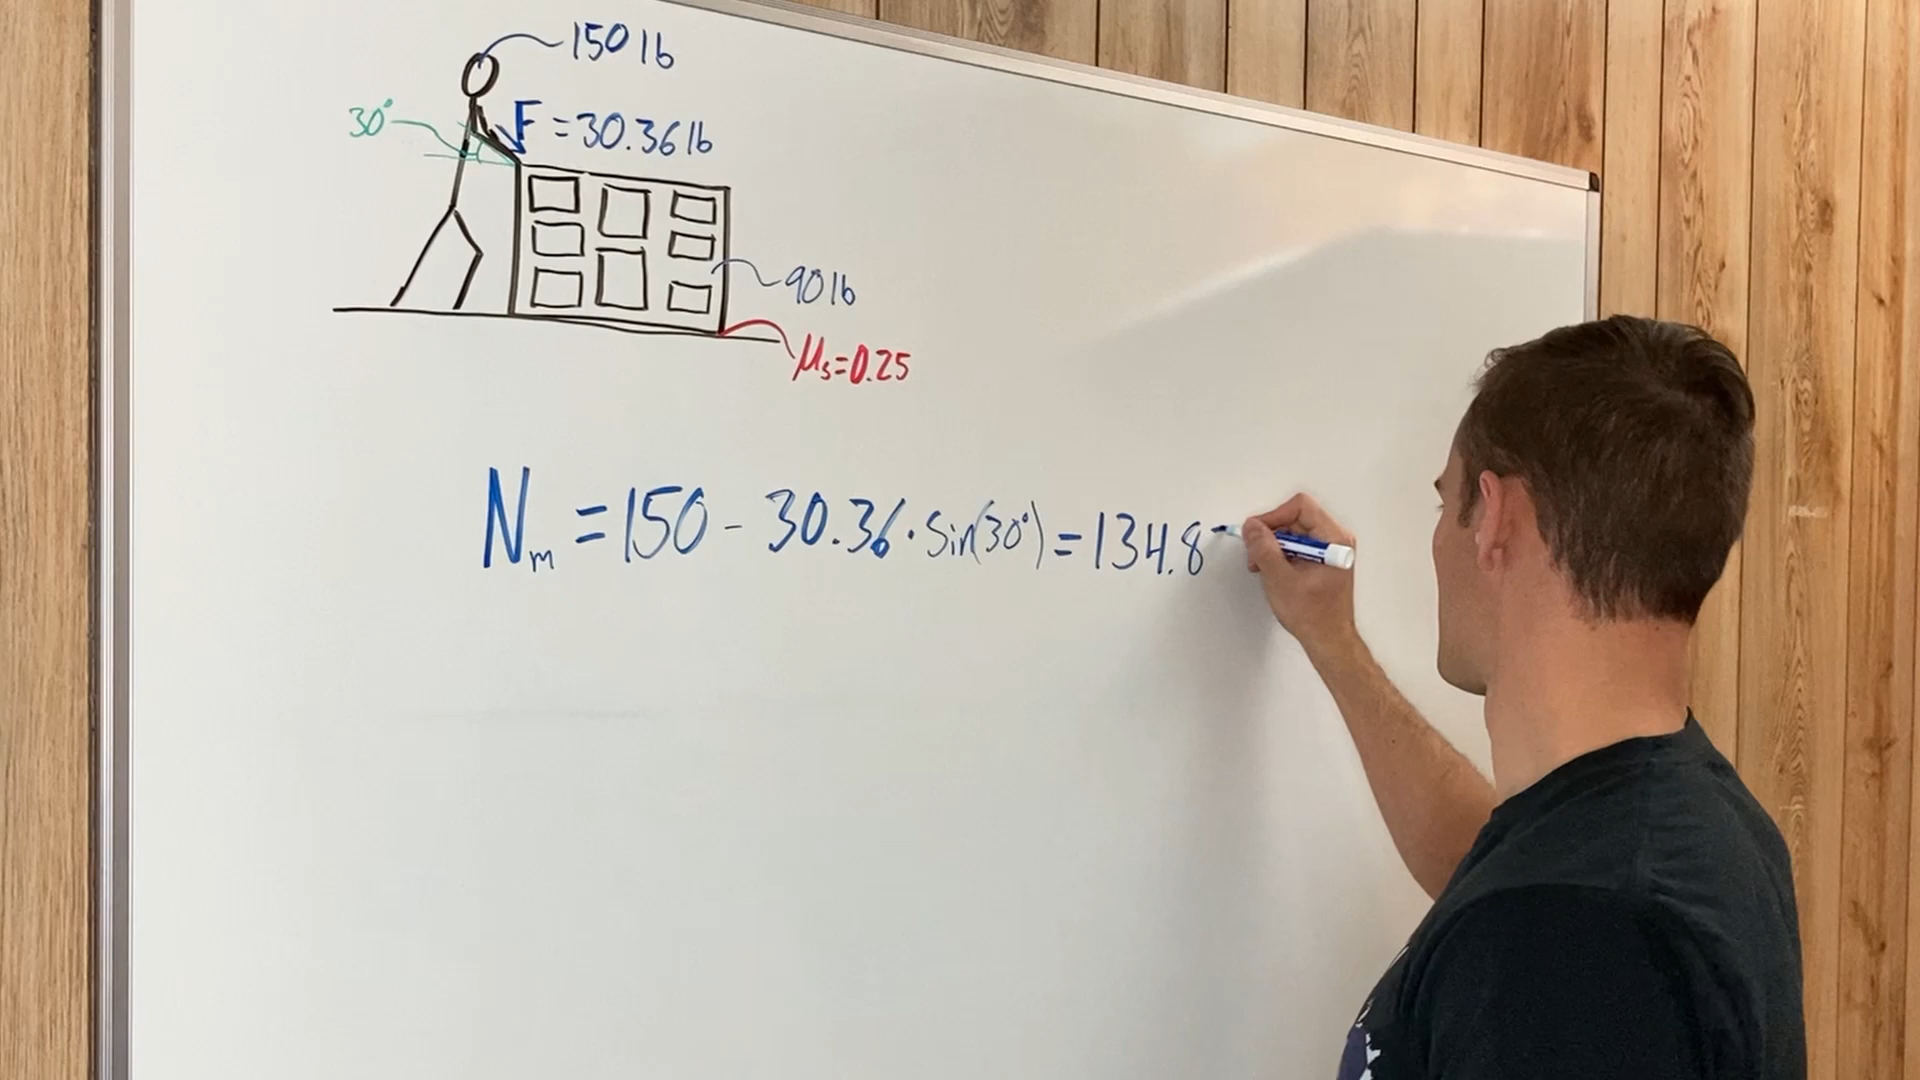 150 lb
30°
F = 30.36 lb
90 lb
μs = 0.25
Nm = 150 - 30.36 · Sin(30°) = 134.8